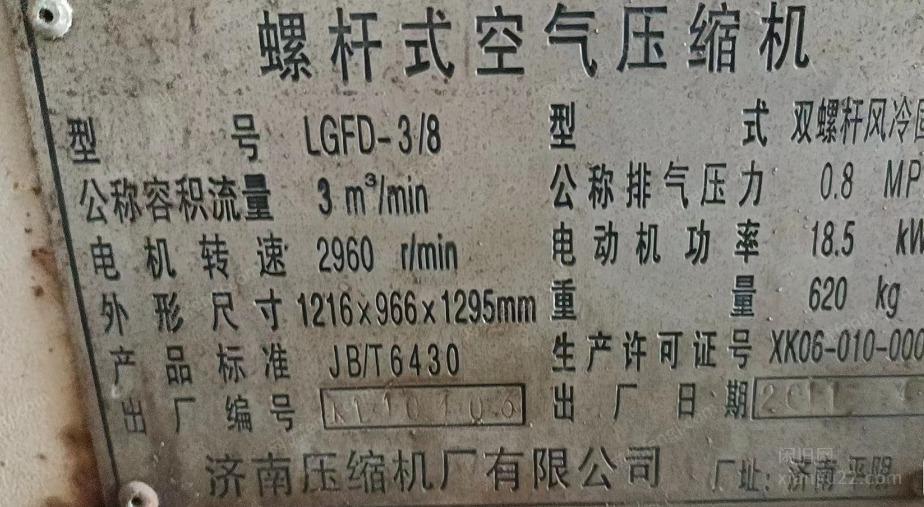 螺杆式空气压缩机
型号 LGFD-3/8 型式 双螺杆风冷固
公称容积流量 3 m³/min 公称排气压力 0.8 MP
电机转速 2960 r/min 电动机功率 18.5 kW
外形尺寸 1216×966×1295mm 重量 620 kg
产品标准 JB/T6430 生产许可证号 XK06-010-000
出厂编号 出厂日期
济南压缩机厂有限公司 厂址:济南 平阴